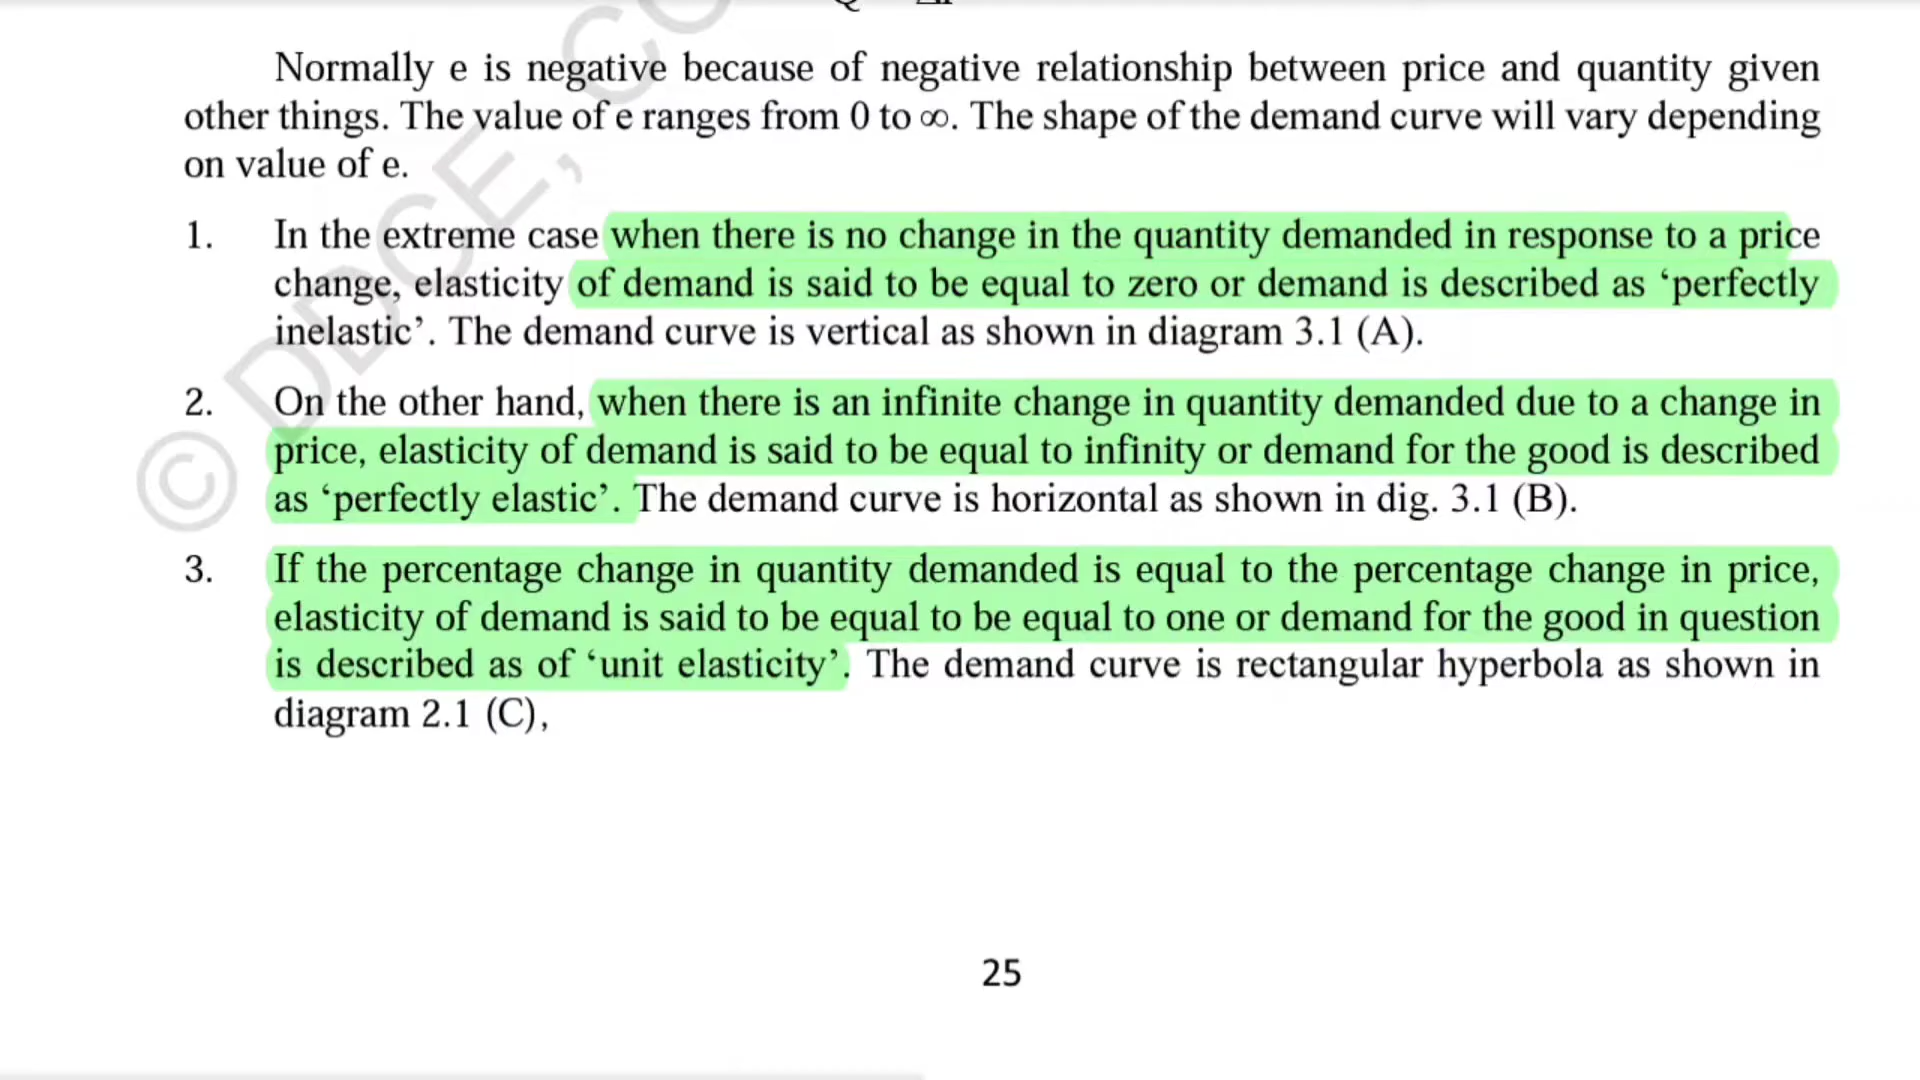 Normally e is negative because of negative relationship between price and quantity given
other things. The value of e ranges from 0 to ∞. The shape of the demand curve will vary depending
on value of e.
1. In the extreme case when there is no change in the quantity demanded in response to a price
change, elasticity of demand is said to be equal to zero or demand is described as ‘perfectly
inelastic’. The demand curve is vertical as shown in diagram 3.1 (A).
2. On the other hand, when there is an infinite change in quantity demanded due to a change in
price, elasticity of demand is said to be equal to infinity or demand for the good is described
as ‘perfectly elastic’. The demand curve is horizontal as shown in dig. 3.1 (B).
3. If the percentage change in quantity demanded is equal to the percentage change in price,
elasticity of demand is said to be equal to be equal to one or demand for the good in question
is described as of ‘unit elasticity’. The demand curve is rectangular hyperbola as shown in
diagram 2.1 (C),
25
© DDCE,